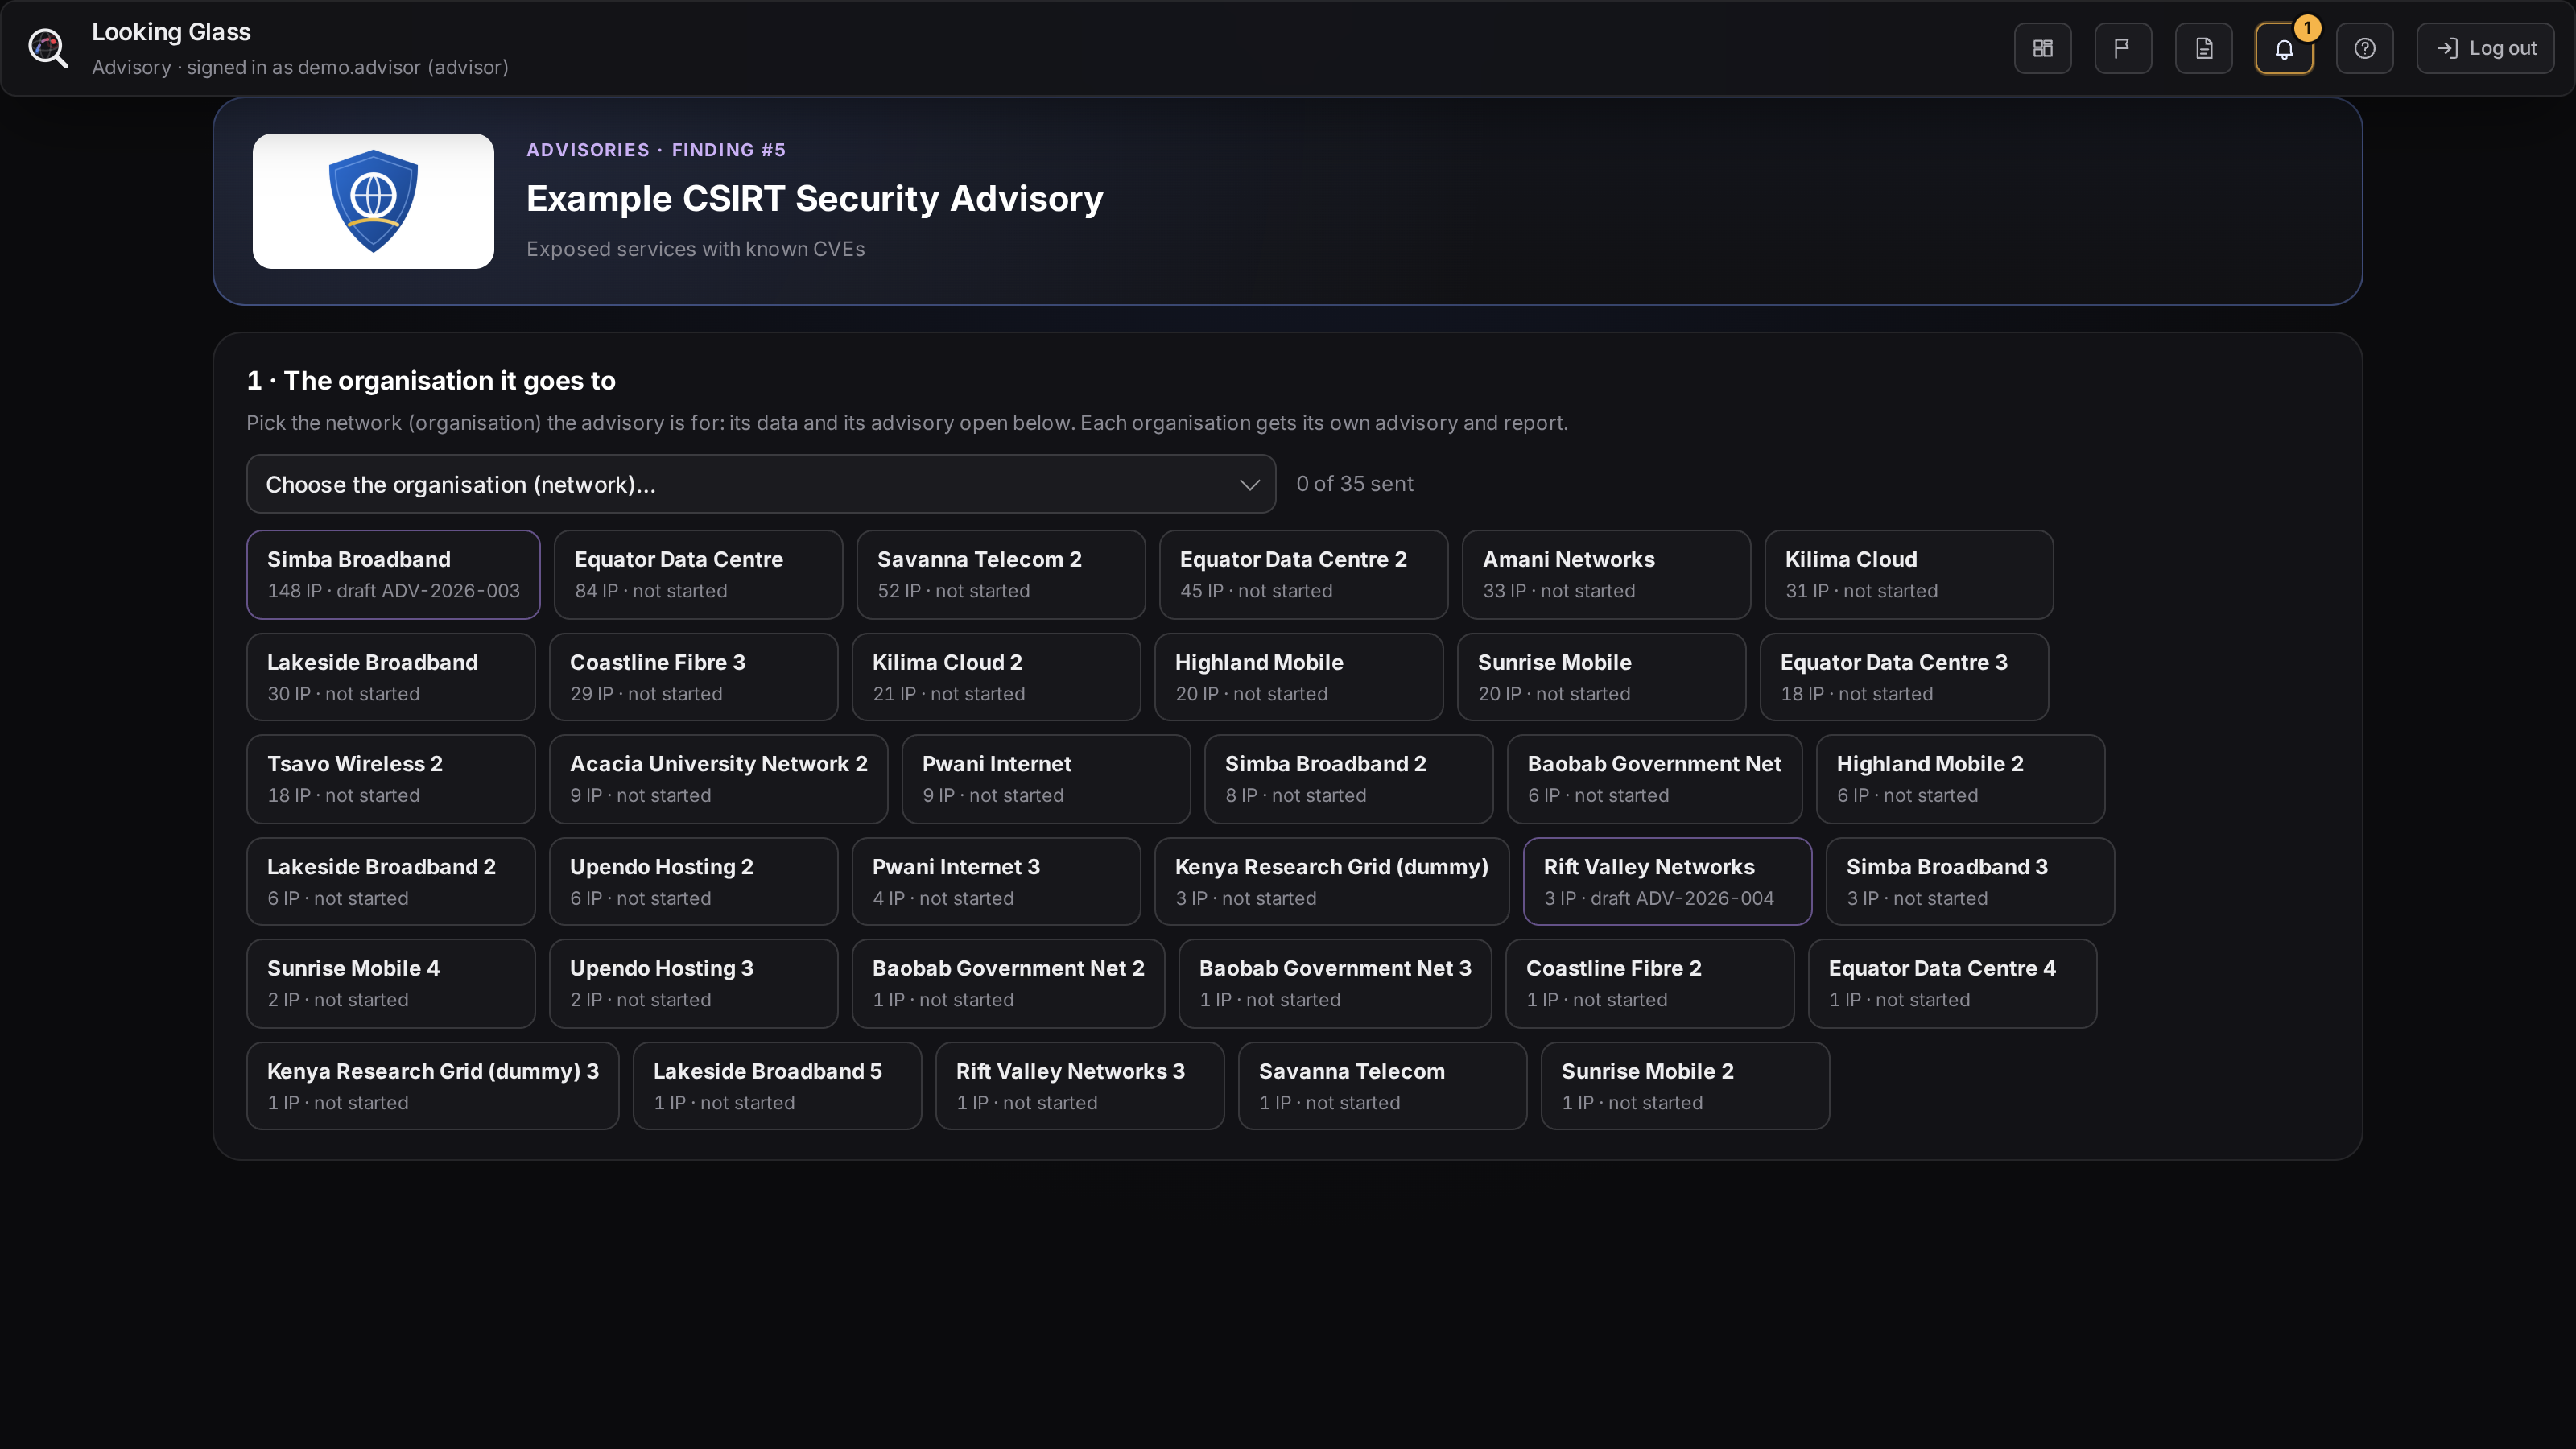 Looking Glass
Advisory · signed in as demo.advisor (advisor)
1
Log out
ADVISORIES · FINDING #5
Example CSIRT Security Advisory
Exposed services with known CVEs
1 · The organisation it goes to
Pick the network (organisation) the advisory is for: its data and its advisory open below. Each organisation gets its own advisory and report.
Choose the organisation (network)...
0 of 35 sent
Simba Broadband
148 IP · draft ADV-2026-003
Equator Data Centre
84 IP · not started
Savanna Telecom 2
52 IP · not started
Equator Data Centre 2
45 IP · not started
Amani Networks
33 IP · not started
Kilima Cloud
31 IP · not started
Lakeside Broadband
30 IP · not started
Coastline Fibre 3
29 IP · not started
Kilima Cloud 2
21 IP · not started
Highland Mobile
20 IP · not started
Sunrise Mobile
20 IP · not started
Equator Data Centre 3
18 IP · not started
Tsavo Wireless 2
18 IP · not started
Acacia University Network 2
9 IP · not started
Pwani Internet
9 IP · not started
Simba Broadband 2
8 IP · not started
Baobab Government Net
6 IP · not started
Highland Mobile 2
6 IP · not started
Lakeside Broadband 2
6 IP · not started
Upendo Hosting 2
6 IP · not started
Pwani Internet 3
4 IP · not started
Kenya Research Grid (dummy)
3 IP · not started
Rift Valley Networks
3 IP · draft ADV-2026-004
Simba Broadband 3
3 IP · not started
Sunrise Mobile 4
2 IP · not started
Upendo Hosting 3
2 IP · not started
Baobab Government Net 2
1 IP · not started
Baobab Government Net 3
1 IP · not started
Coastline Fibre 2
1 IP · not started
Equator Data Centre 4
1 IP · not started
Kenya Research Grid (dummy) 3
1 IP · not started
Lakeside Broadband 5
1 IP · not started
Rift Valley Networks 3
1 IP · not started
Savanna Telecom
1 IP · not started
Sunrise Mobile 2
1 IP · not started